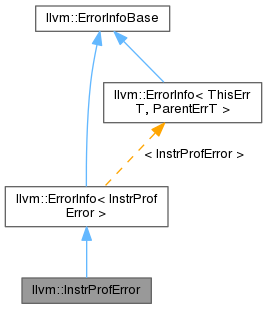 llvm::ErrorInfoBase
llvm::ErrorInfo< ThisErr
T, ParentErrT >
< InstrProfError >
llvm::ErrorInfo< InstrProf
Error >
llvm::InstrProfError